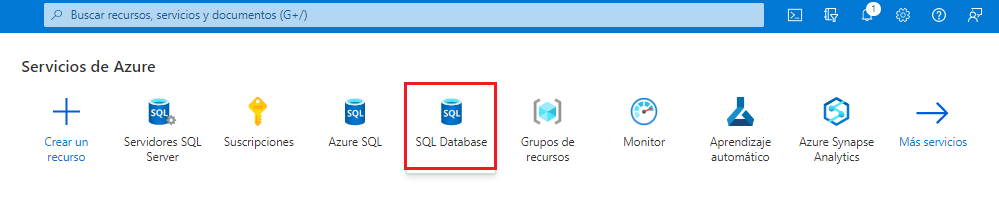 Buscar recursos, servicios y documentos (G+/)
1
Servicios de Azure
SQL
SQL
SQL
Crear un
recurso
Servidores SQL
Server
Suscripciones
Azure SQL
SQL Database
Grupos de
recursos
Monitor
Aprendizaje
automático
Azure Synapse
Analytics
Más servicios